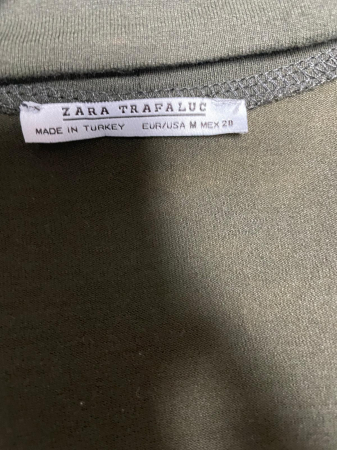 ZARA TRAFALUC
MADE IN TURKEY EUR/USA M MEX 28